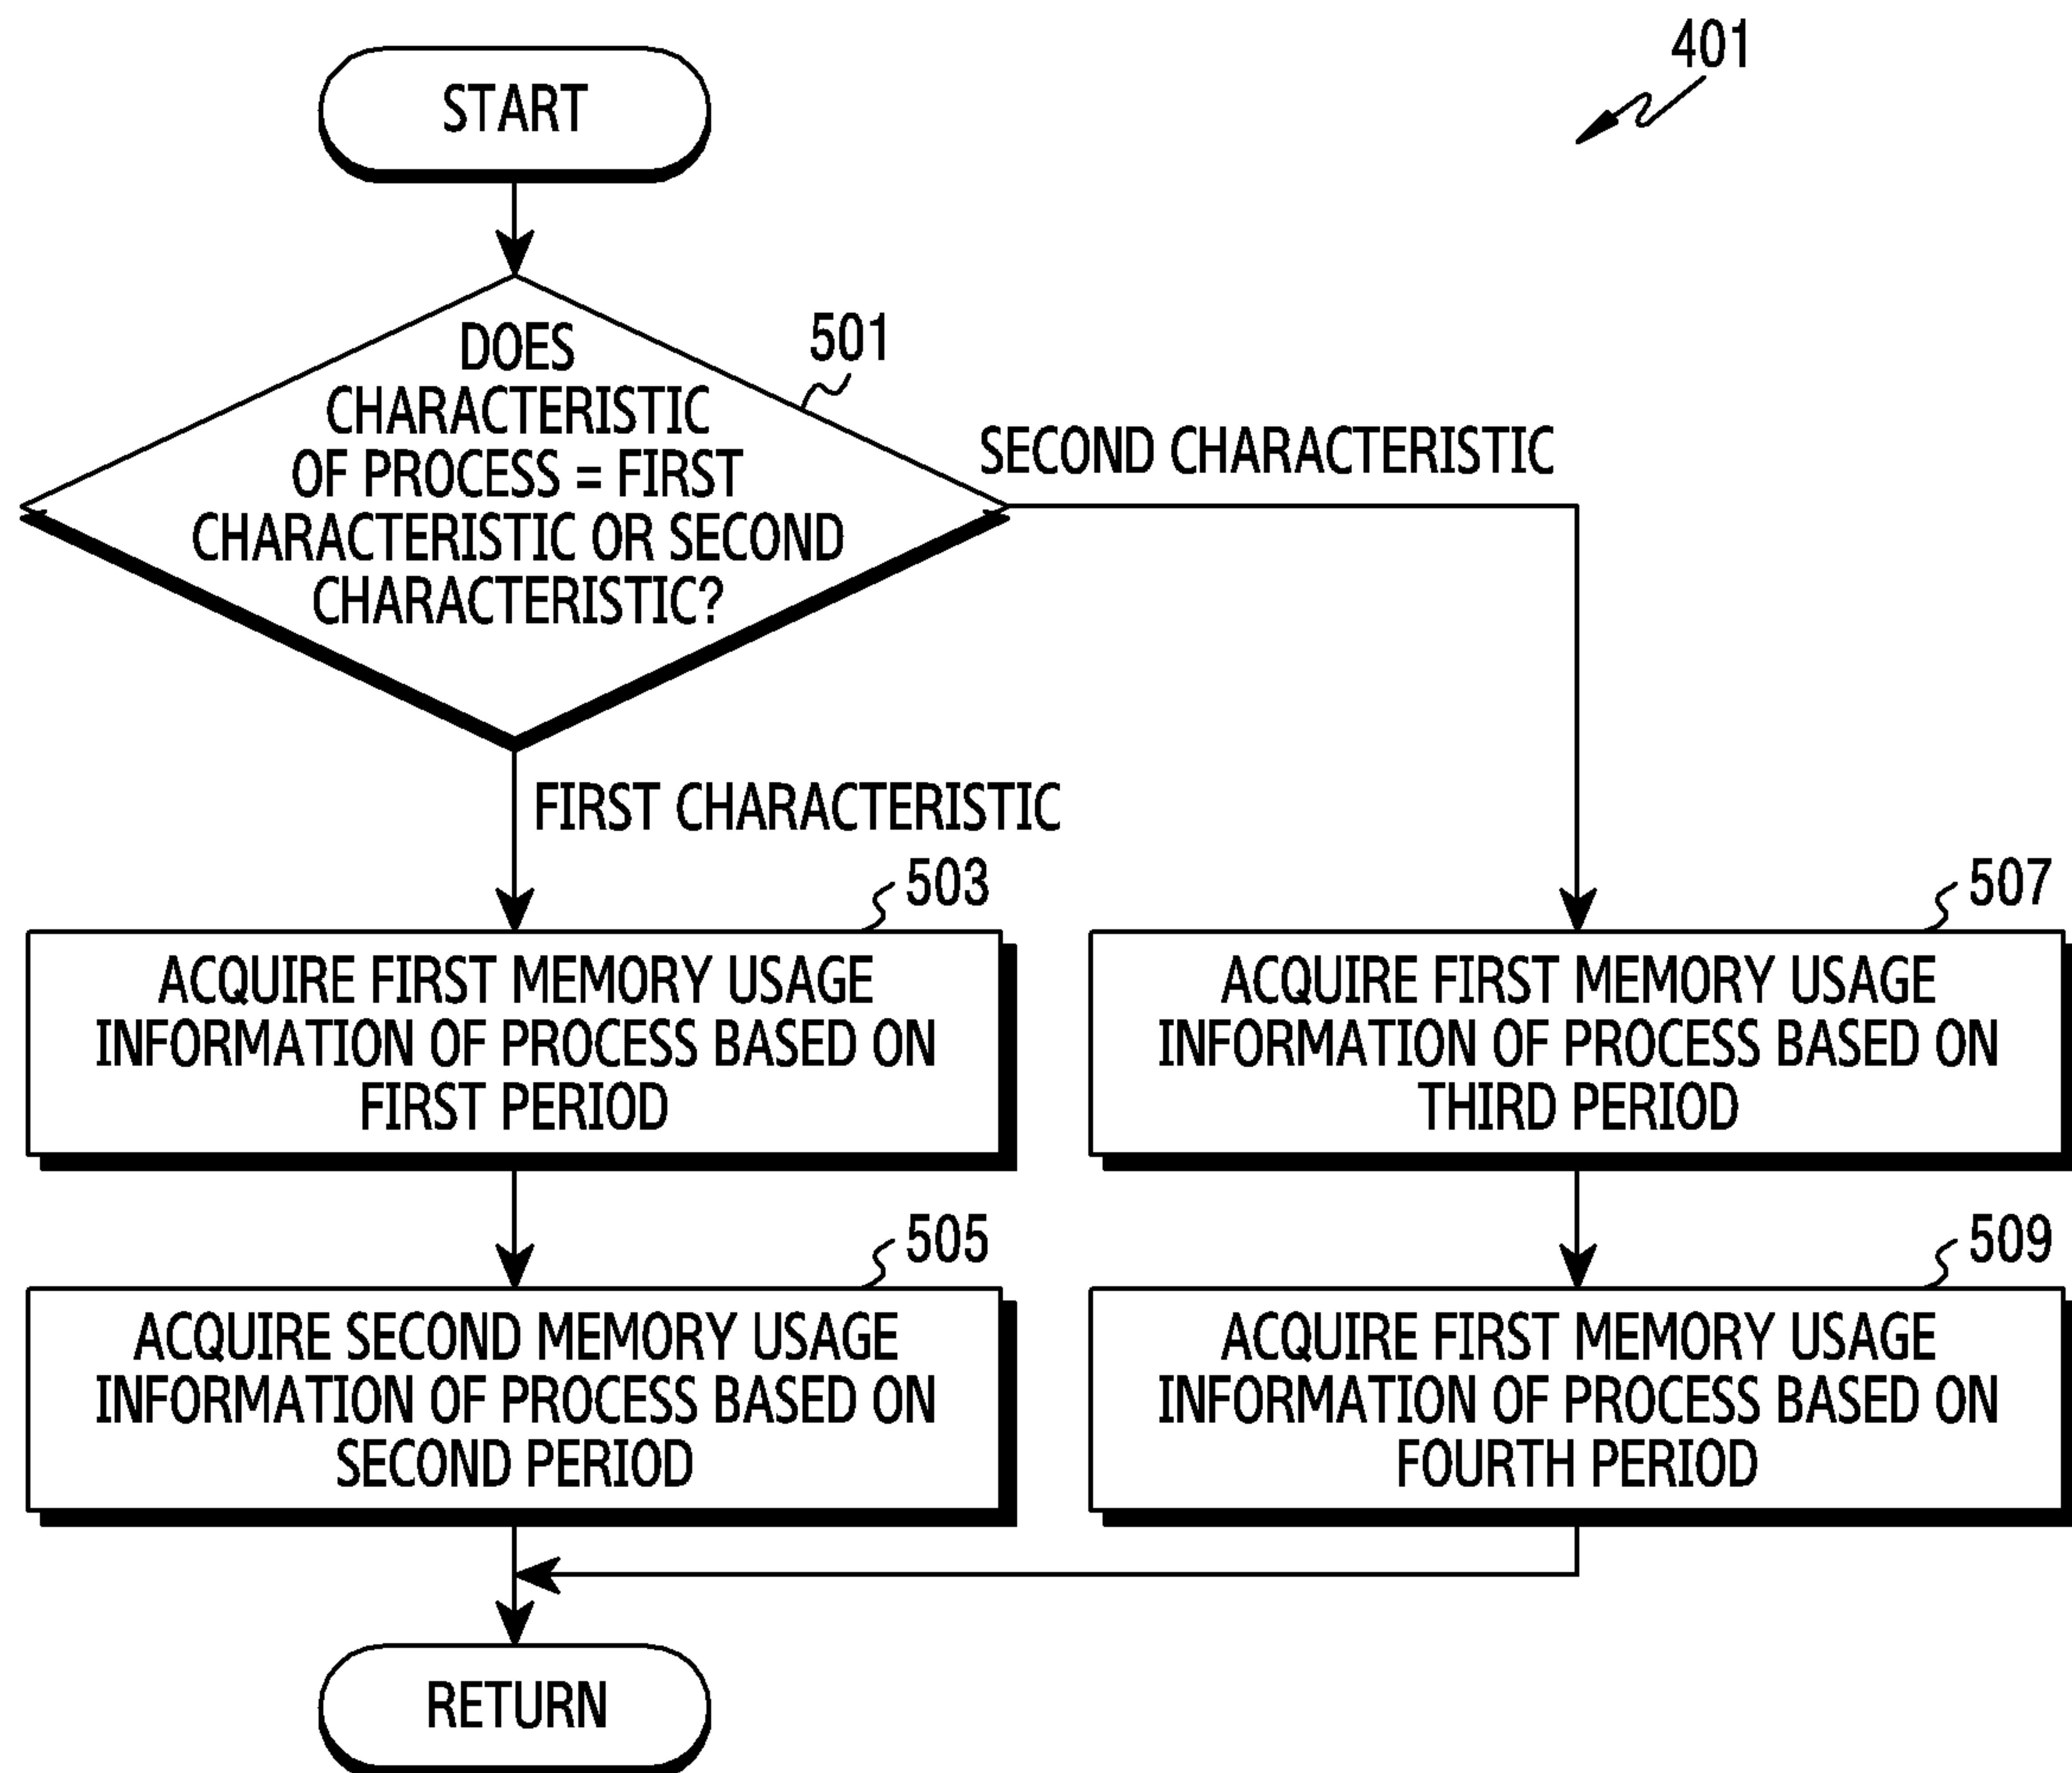 401
START
501
DOES
CHARACTERISTIC
OF PROCESS = FIRST
CHARACTERISTIC OR SECOND
CHARACTERISTIC?
SECOND CHARACTERISTIC
FIRST CHARACTERISTIC
503
ACQUIRE FIRST MEMORY USAGE
INFORMATION OF PROCESS BASED ON
FIRST PERIOD
505
ACQUIRE SECOND MEMORY USAGE
INFORMATION OF PROCESS BASED ON
SECOND PERIOD
507
ACQUIRE FIRST MEMORY USAGE
INFORMATION OF PROCESS BASED ON
THIRD PERIOD
509
ACQUIRE FIRST MEMORY USAGE
INFORMATION OF PROCESS BASED ON
FOURTH PERIOD
RETURN